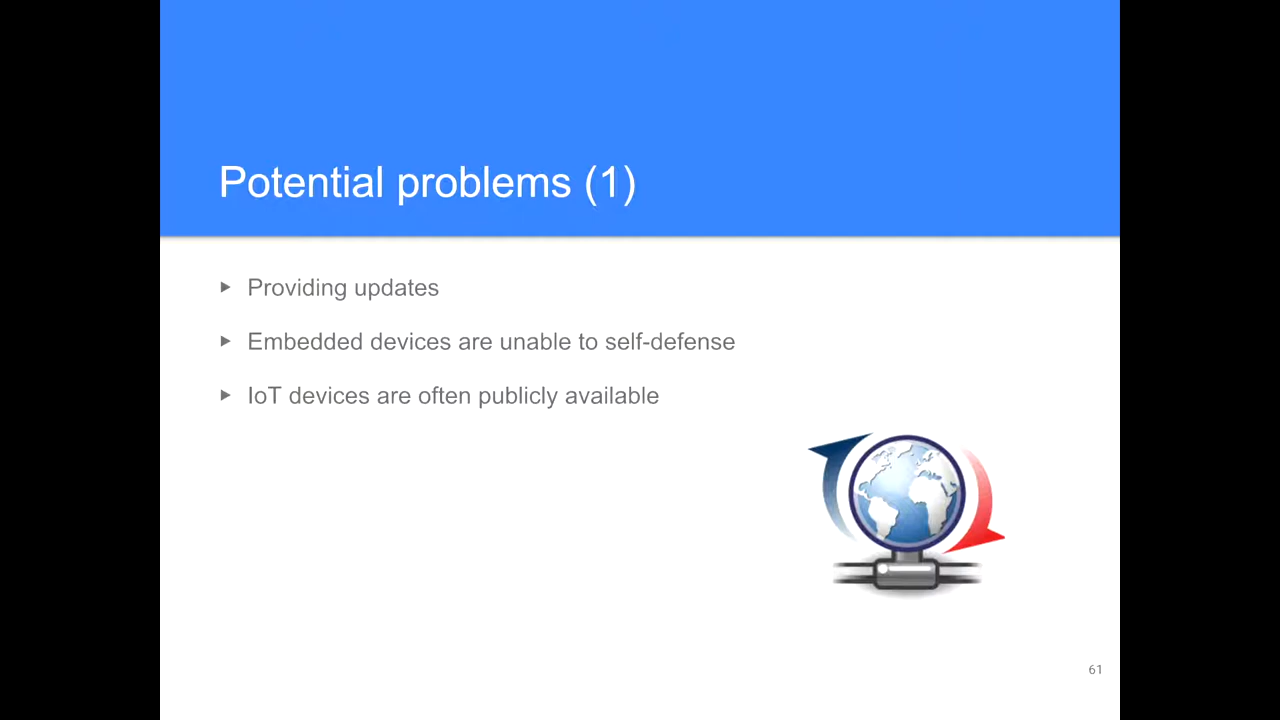 Potential problems (1)
Providing updates
Embedded devices are unable to self-defense
IoT devices are often publicly available
61